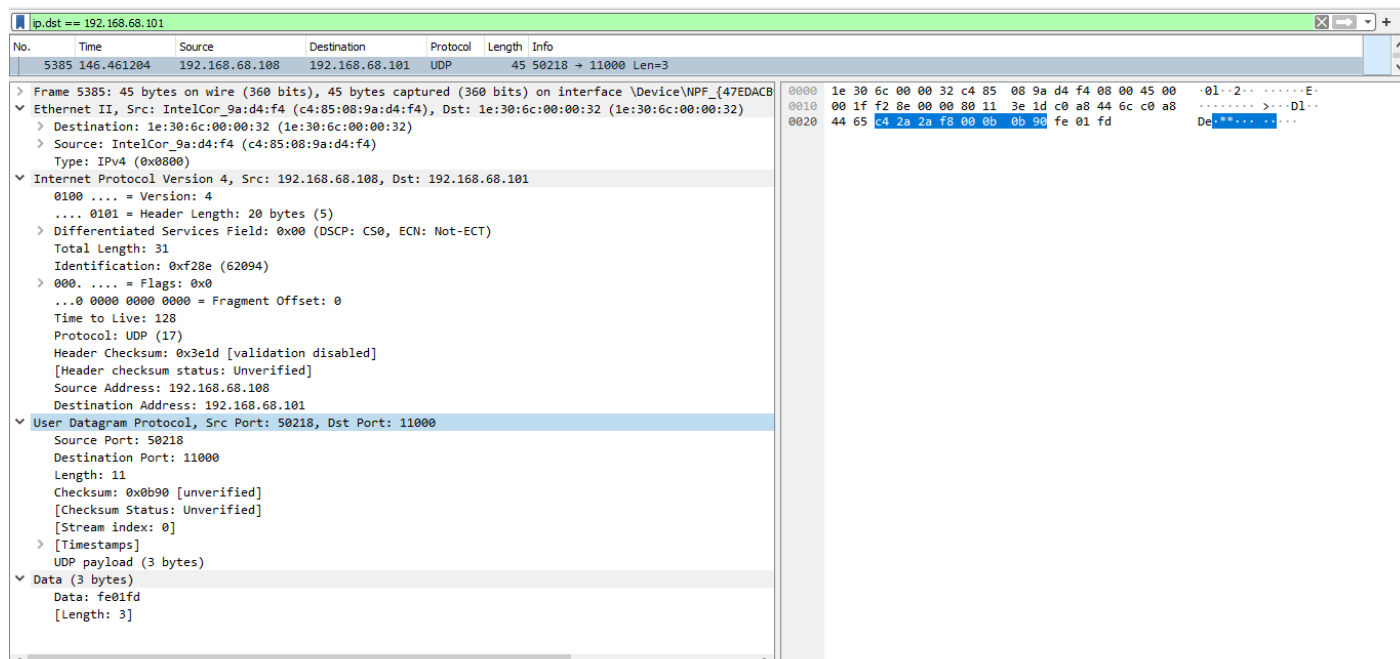 ip.dst == 192.168.68.101
No. Time Source Destination Protocol Length Info
5385 146.461204 192.168.68.108 192.168.68.101 UDP 45 50218 → 11000 Len=3
> Frame 5385: 45 bytes on wire (360 bits), 45 bytes captured (360 bits) on interface \Device\NPF_{47EDACB
Ethernet II, Src: IntelCor_9a:d4:f4 (c4:85:08:9a:d4:f4), Dst: 1e:30:6c:00:00:32 (1e:30:6c:00:00:32)
> Destination: 1e:30:6c:00:00:32 (1e:30:6c:00:00:32)
> Source: IntelCor_9a:d4:f4 (c4:85:08:9a:d4:f4)
Type: IPv4 (0x0800)
Internet Protocol Version 4, Src: 192.168.68.108, Dst: 192.168.68.101
0100 .... = Version: 4
.... 0101 = Header Length: 20 bytes (5)
> Differentiated Services Field: 0x00 (DSCP: CS0, ECN: Not-ECT)
Total Length: 31
Identification: 0xf28e (62094)
> 000. .... = Flags: 0x0
...0 0000 0000 0000 = Fragment Offset: 0
Time to Live: 128
Protocol: UDP (17)
Header Checksum: 0x3e1d [validation disabled]
[Header checksum status: Unverified]
Source Address: 192.168.68.108
Destination Address: 192.168.68.101
User Datagram Protocol, Src Port: 50218, Dst Port: 11000
Source Port: 50218
Destination Port: 11000
Length: 11
Checksum: 0x0b90 [unverified]
[Checksum Status: Unverified]
[Stream index: 0]
> [Timestamps]
UDP payload (3 bytes)
Data (3 bytes)
Data: fe01fd
[Length: 3]
0000 1e 30 6c 00 00 32 c4 85 08 9a d4 f4 08 00 45 00 ·0l··2·· ······E·
0010 00 1f f2 8e 00 00 80 11 3e 1d c0 a8 44 6c c0 a8 ········ >···Dl··
0020 44 65 c4 2a 2a f8 00 0b 0b 90 fe 01 fd De·**··· ·····